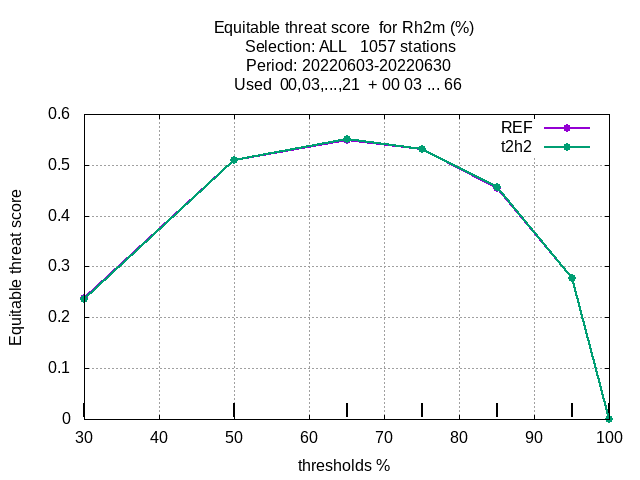 Equitable threat score  for Rh2m (%)
Selection: ALL   1057 stations
Period: 20220603-20220630
Used  00,03,...,21  + 00 03 ... 66
REF
t2h2
0.6
0.5
0.4
0.3
0.2
0.1
0
Equitable threat score
30 40 50 60 70 80 90 100
thresholds %